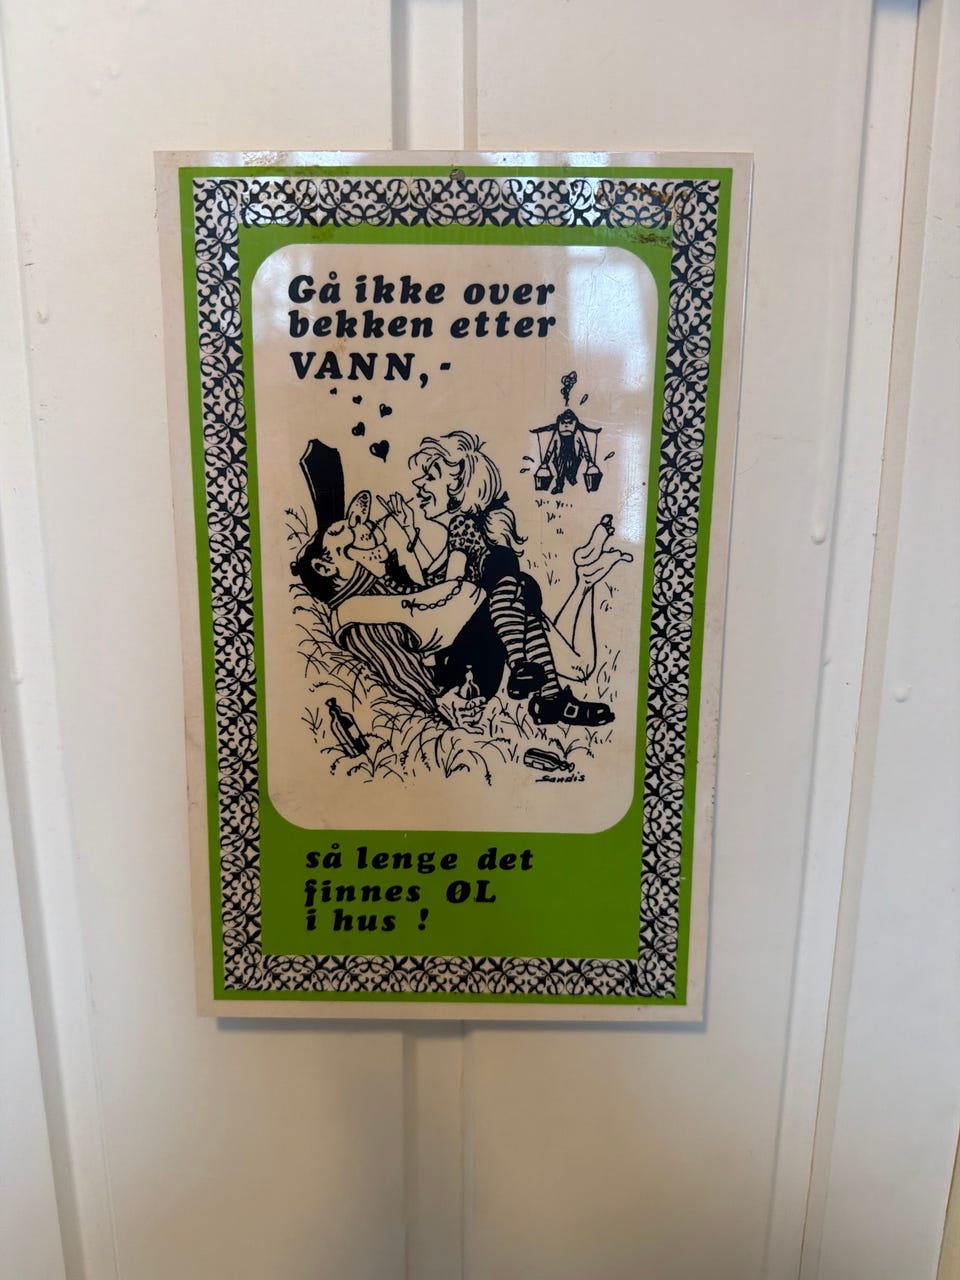 Gå ikke over
bekken etter
VANN,-
Sandis
så lenge det
finnes ØL
i hus !